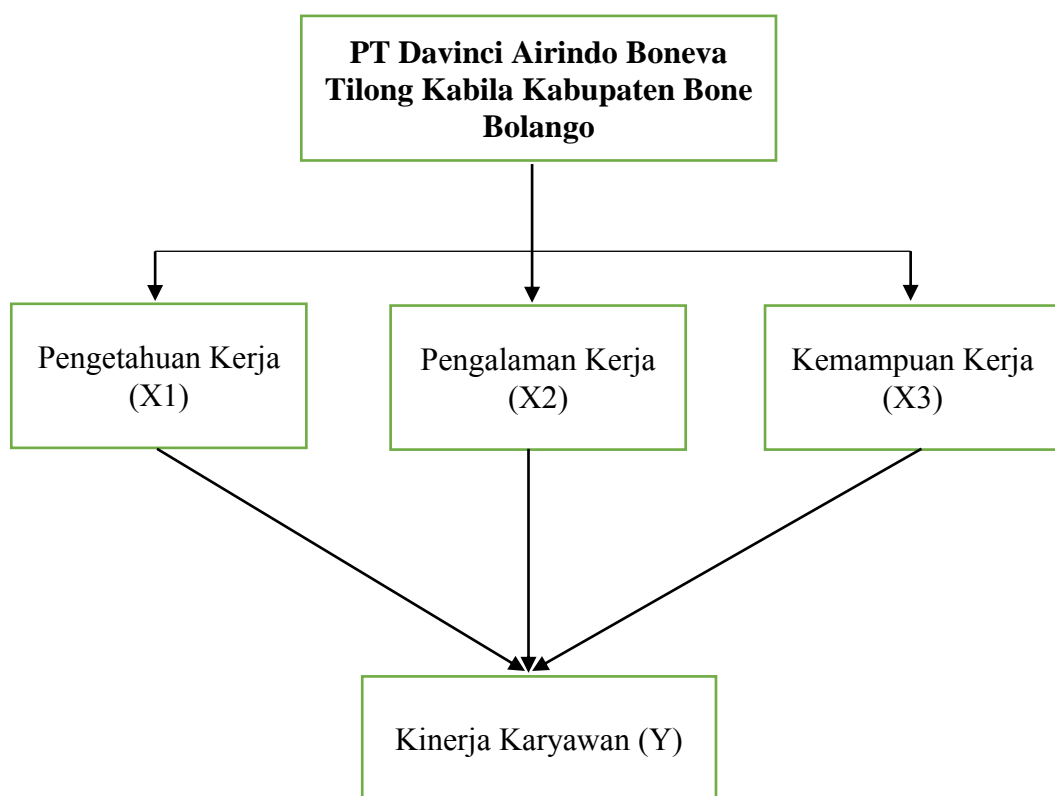 PT Davinci Airindo Boneva
Tilong Kabila Kabupaten Bone
Bolango
Pengetahuan Kerja
(X1)
Pengalaman Kerja
(X2)
Kemampuan Kerja
(X3)
Kinerja Karyawan (Y)